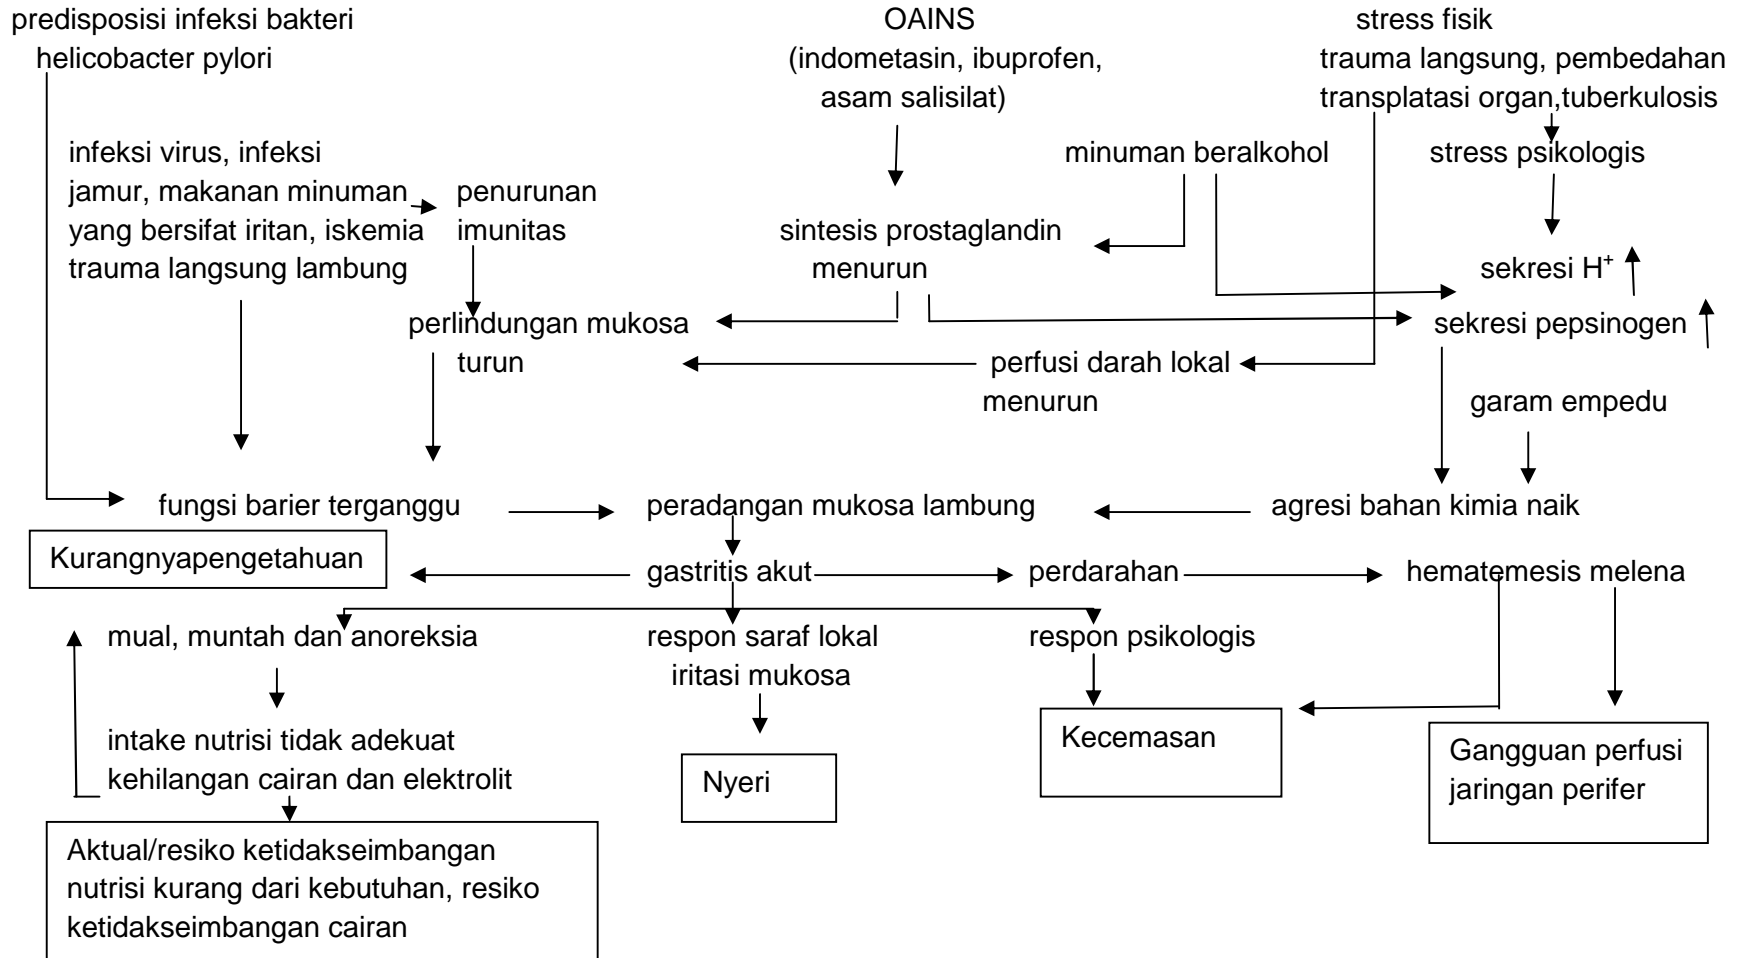 predisposisi infeksi bakteri
helicobacter pylori
OAINS
(indometasin, ibuprofen,
asam salisilat)
stress fisik
trauma langsung, pembedahan
transplatasi organ,tuberkulosis
infeksi virus, infeksi
jamur, makanan minuman
yang bersifat iritan, iskemia
trauma langsung lambung
penurunan
imunitas
minuman beralkohol
stress psikologis
sintesis prostaglandin
menurun
sekresi H⁺
perlindungan mukosa
turun
sekresi pepsinogen
perfusi darah lokal
menurun
garam empedu
fungsi barier terganggu
peradangan mukosa lambung
agresi bahan kimia naik
Kurangnyapengetahuan
gastritis akut
perdarahan
hematemesis melena
mual, muntah dan anoreksia
respon saraf lokal
iritasi mukosa
respon psikologis
intake nutrisi tidak adekuat
kehilangan cairan dan elektrolit
Nyeri
Kecemasan
Gangguan perfusi
jaringan perifer
Aktual/resiko ketidakseimbangan
nutrisi kurang dari kebutuhan, resiko
ketidakseimbangan cairan